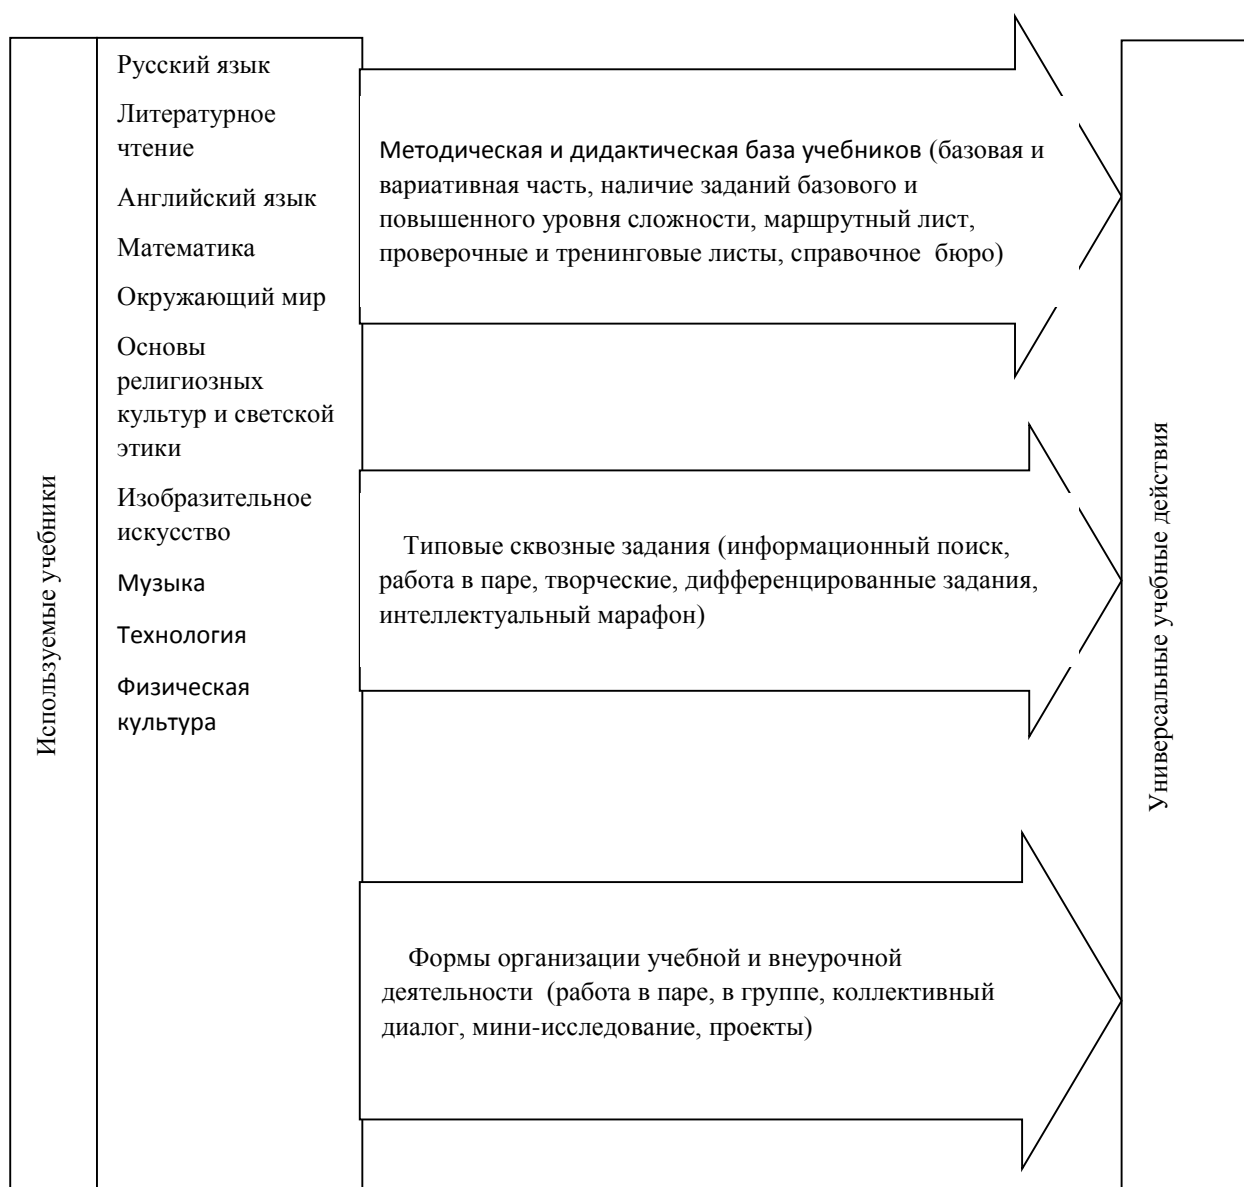 Используемые учебники
Русский язык
Литературное
чтение
Английский язык
Математика
Окружающий мир
Основы
религиозных
культур и светской
этики
Изобразительное
искусство
Музыка
Технология
Физическая
культура
Методическая и дидактическая база учебников (базовая и
вариативная часть, наличие заданий базового и
повышенного уровня сложности, маршрутный лист,
проверочные и тренинговые листы, справочное бюро)
Типовые сквозные задания (информационный поиск,
работа в паре, творческие, дифференцированные задания,
интеллектуальный марафон)
Формы организации учебной и внеурочной
деятельности (работа в паре, в группе, коллективный
диалог, мини-исследование, проекты)
Универсальные учебные действия